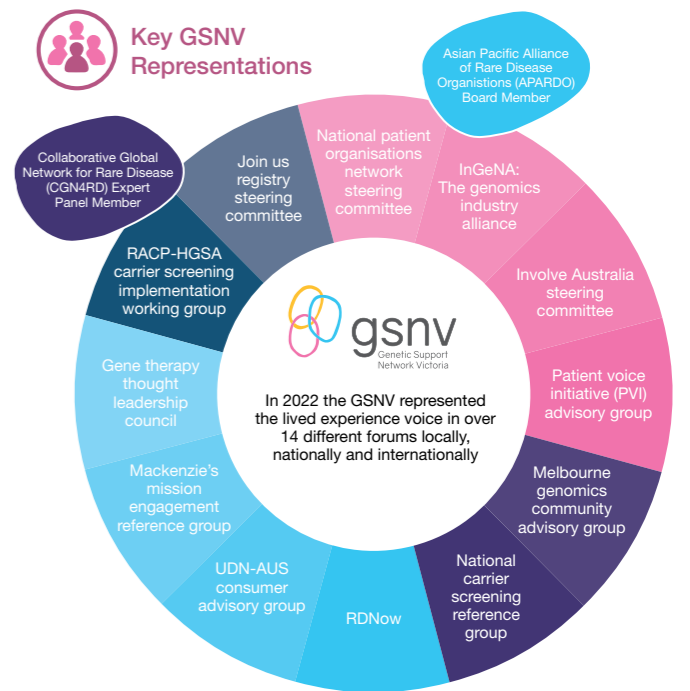 Key GSNV
Representations
Asian Pacific Alliance
of Rare Disease
Organistions (APARDO)
Board Member
Collaborative Global
Network for Rare Disease
(CGN4RD) Expert
Panel Member
National patient
organisations
network
steering
committee
InGeNA:
The genomics
industry
alliance
Involve Australia
steering
committee
Patient voice
initiative (PVI)
advisory group
Melbourne
genomics
community
advisory group
National
carrier
screening
reference
group
RDNow
UDN-AUS
consumer
advisory group
Mackenzie's
mission
engagement
reference group
Gene therapy
thought
leadership
council
RACP-HGSA
carrier screening
implementation
working group
Join us
registry
steering
committee
gsnv
Genetic Support
Network Victoria
In 2022 the GSNV represented
the lived experience voice in over
14 different forums locally,
nationally and internationally